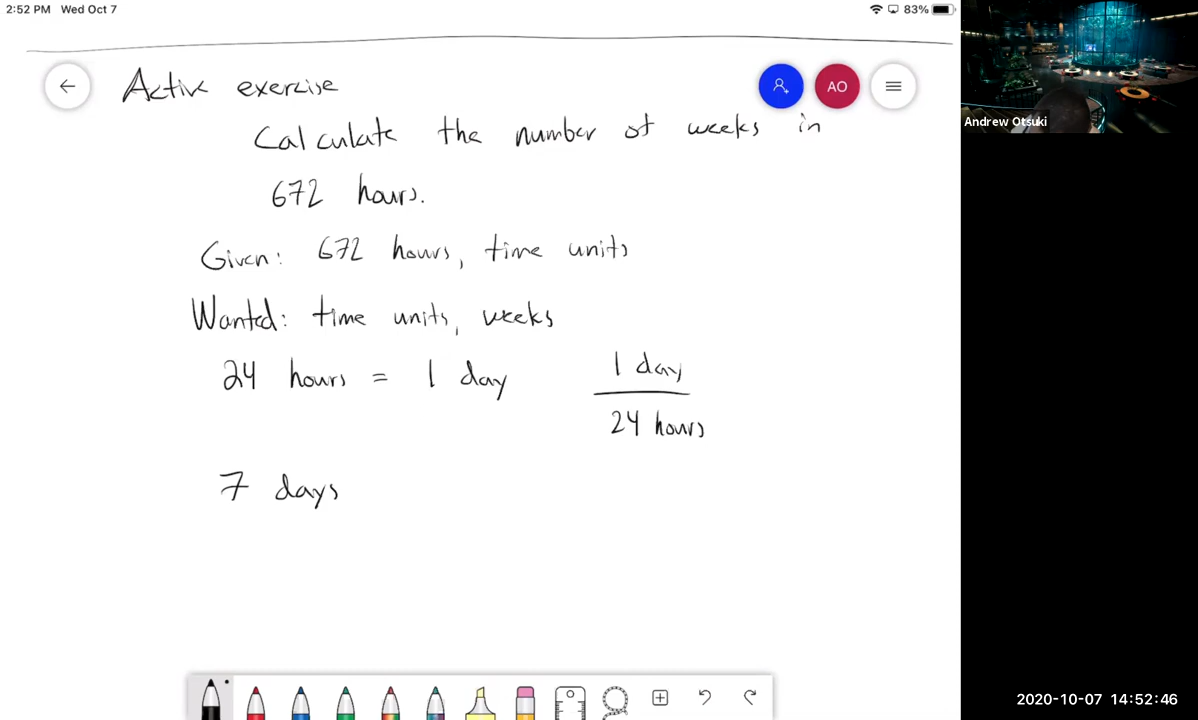 2:52 PM Wed Oct 7
83%
Active exercise
AO
Calculate the number of weeks in
672 hours.
Given: 672 hours, time units
Wanted: time units, weeks
24 hours = 1 day
1 day
24 hours
7 days
Andrew Otsuki
2020-10-07 14:52:46